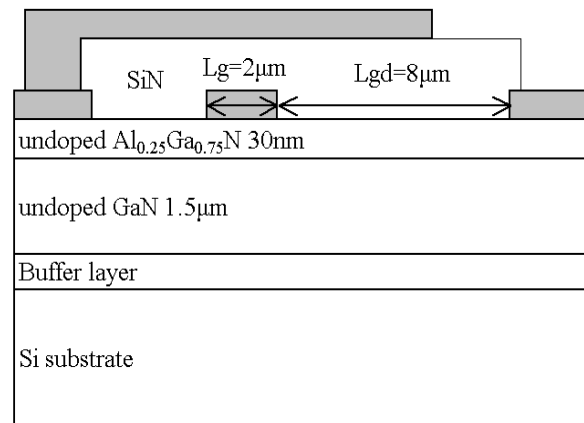 Lg=2μm
SiN
Lgd=8μm
undoped Al0.25Ga0.75N 30nm
undoped GaN 1.5μm
Buffer layer
Si substrate